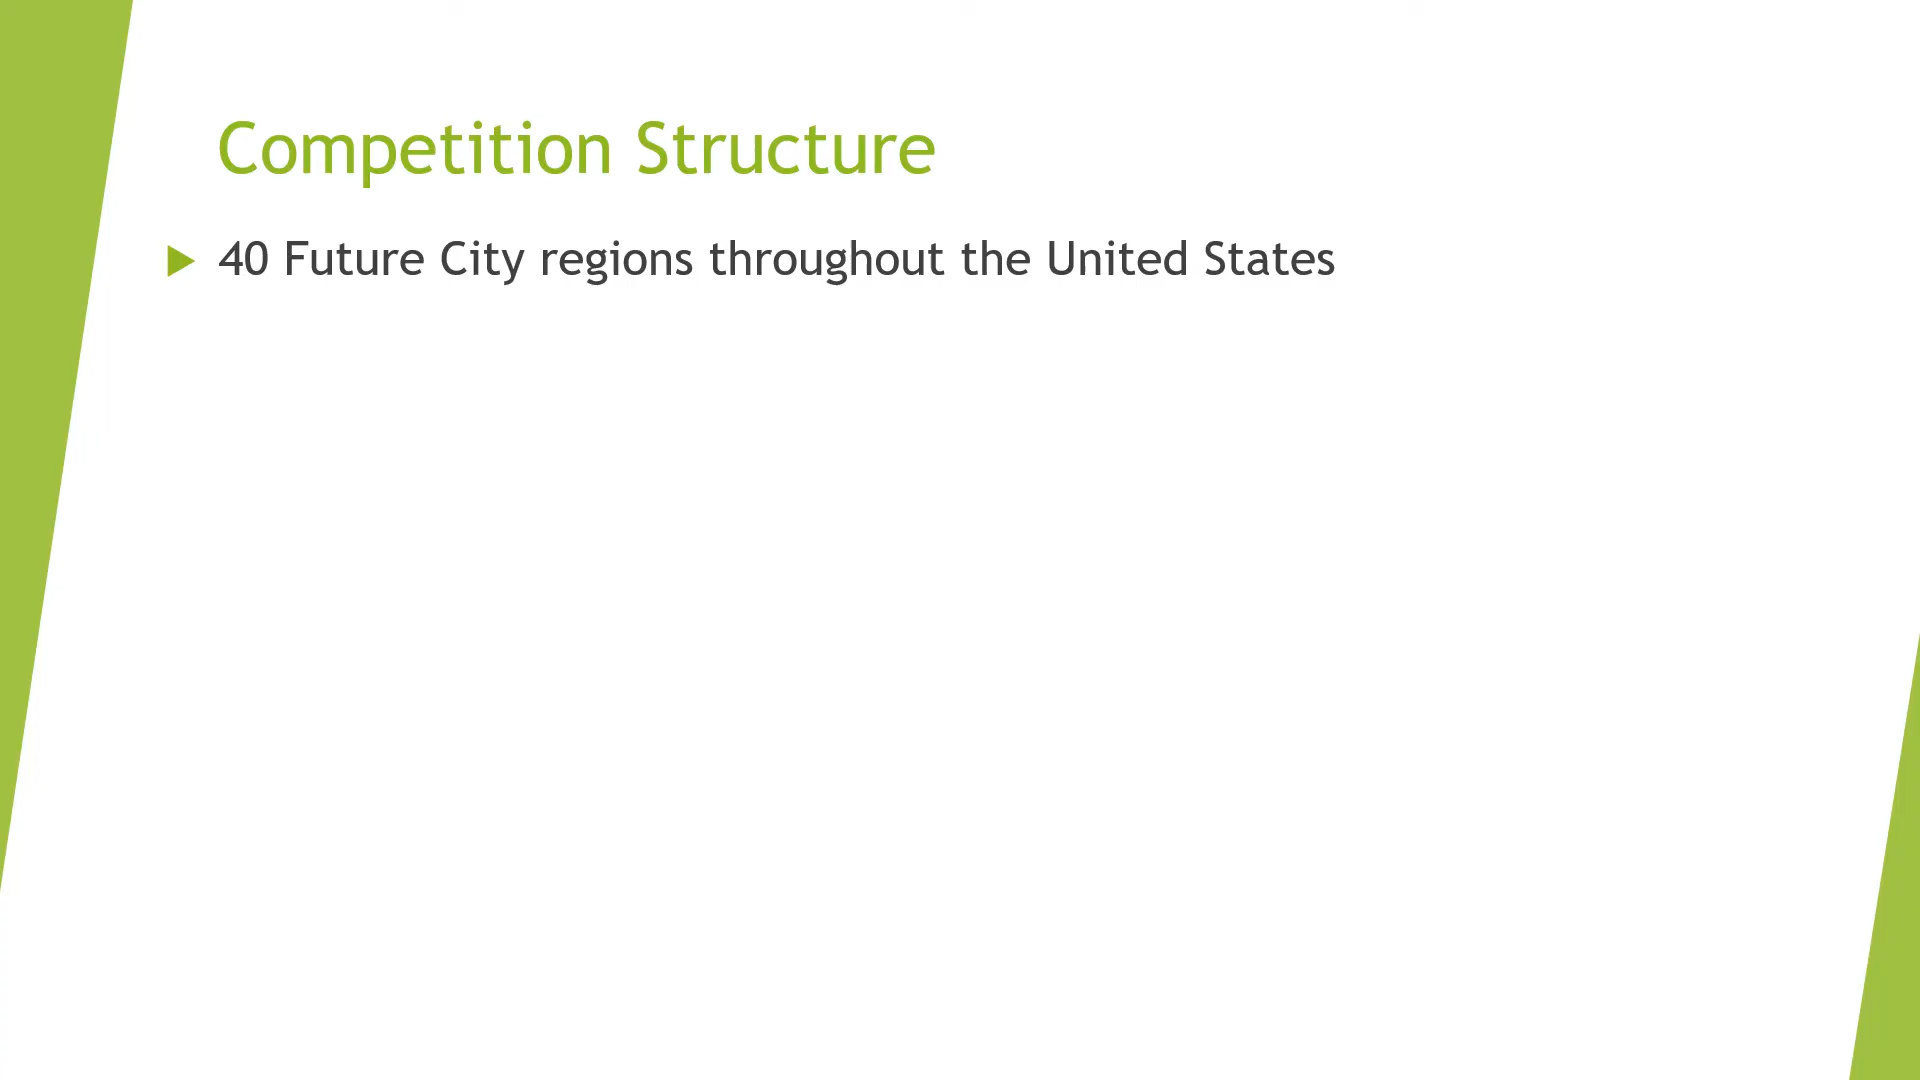 Competition Structure
40 Future City regions throughout the United States